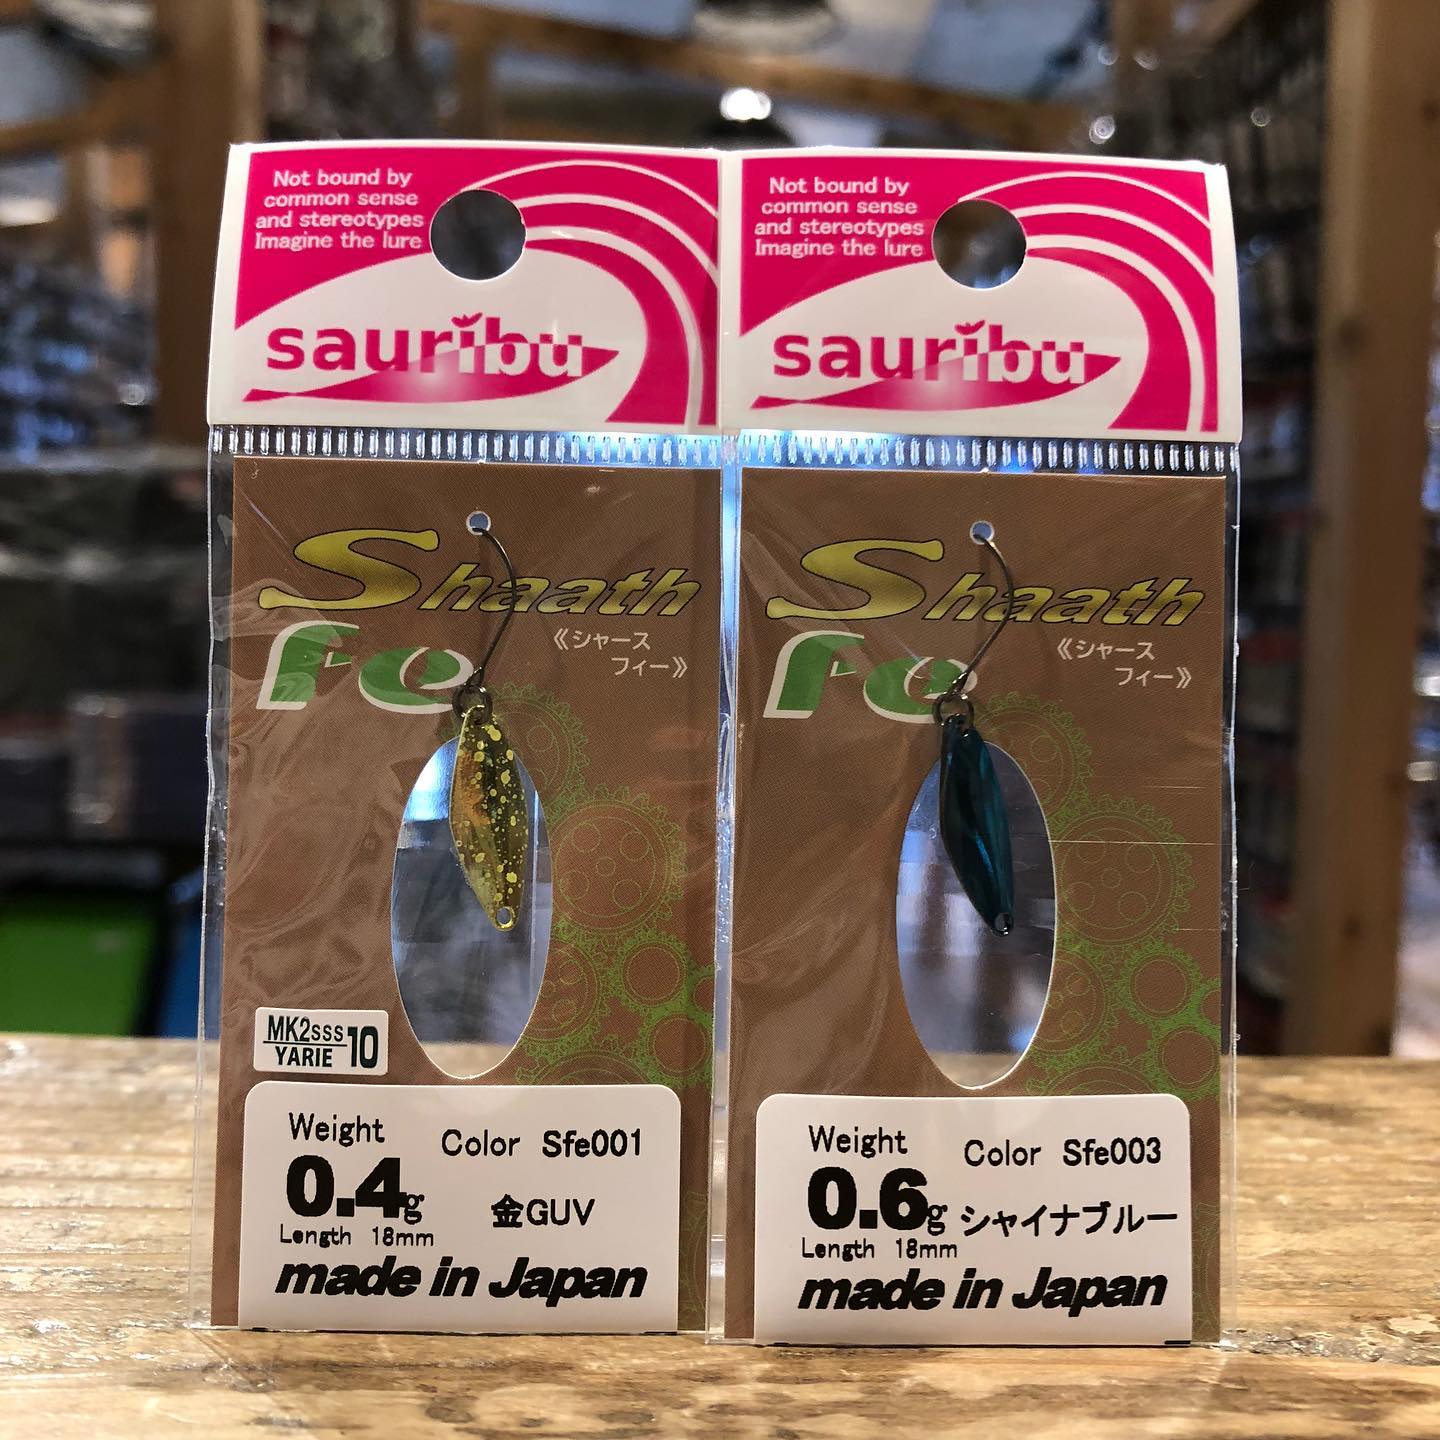 Not bound by
common sense
and stereotypes
Imagine the lure
sauribu
Shaath
Fe
《シャース
フィー》
MK2sss
YARIE
10
Weight
0.4g
Length 18mm
Color Sfe001
金GUV
made in Japan
Not bound by
common sense
and stereotypes
Imagine the lure
sauribu
Shaath
Fe
《シャース
フィー》
Weight
0.6g
Length 18mm
Color Sfe003
シャイナブルー
made in Japan